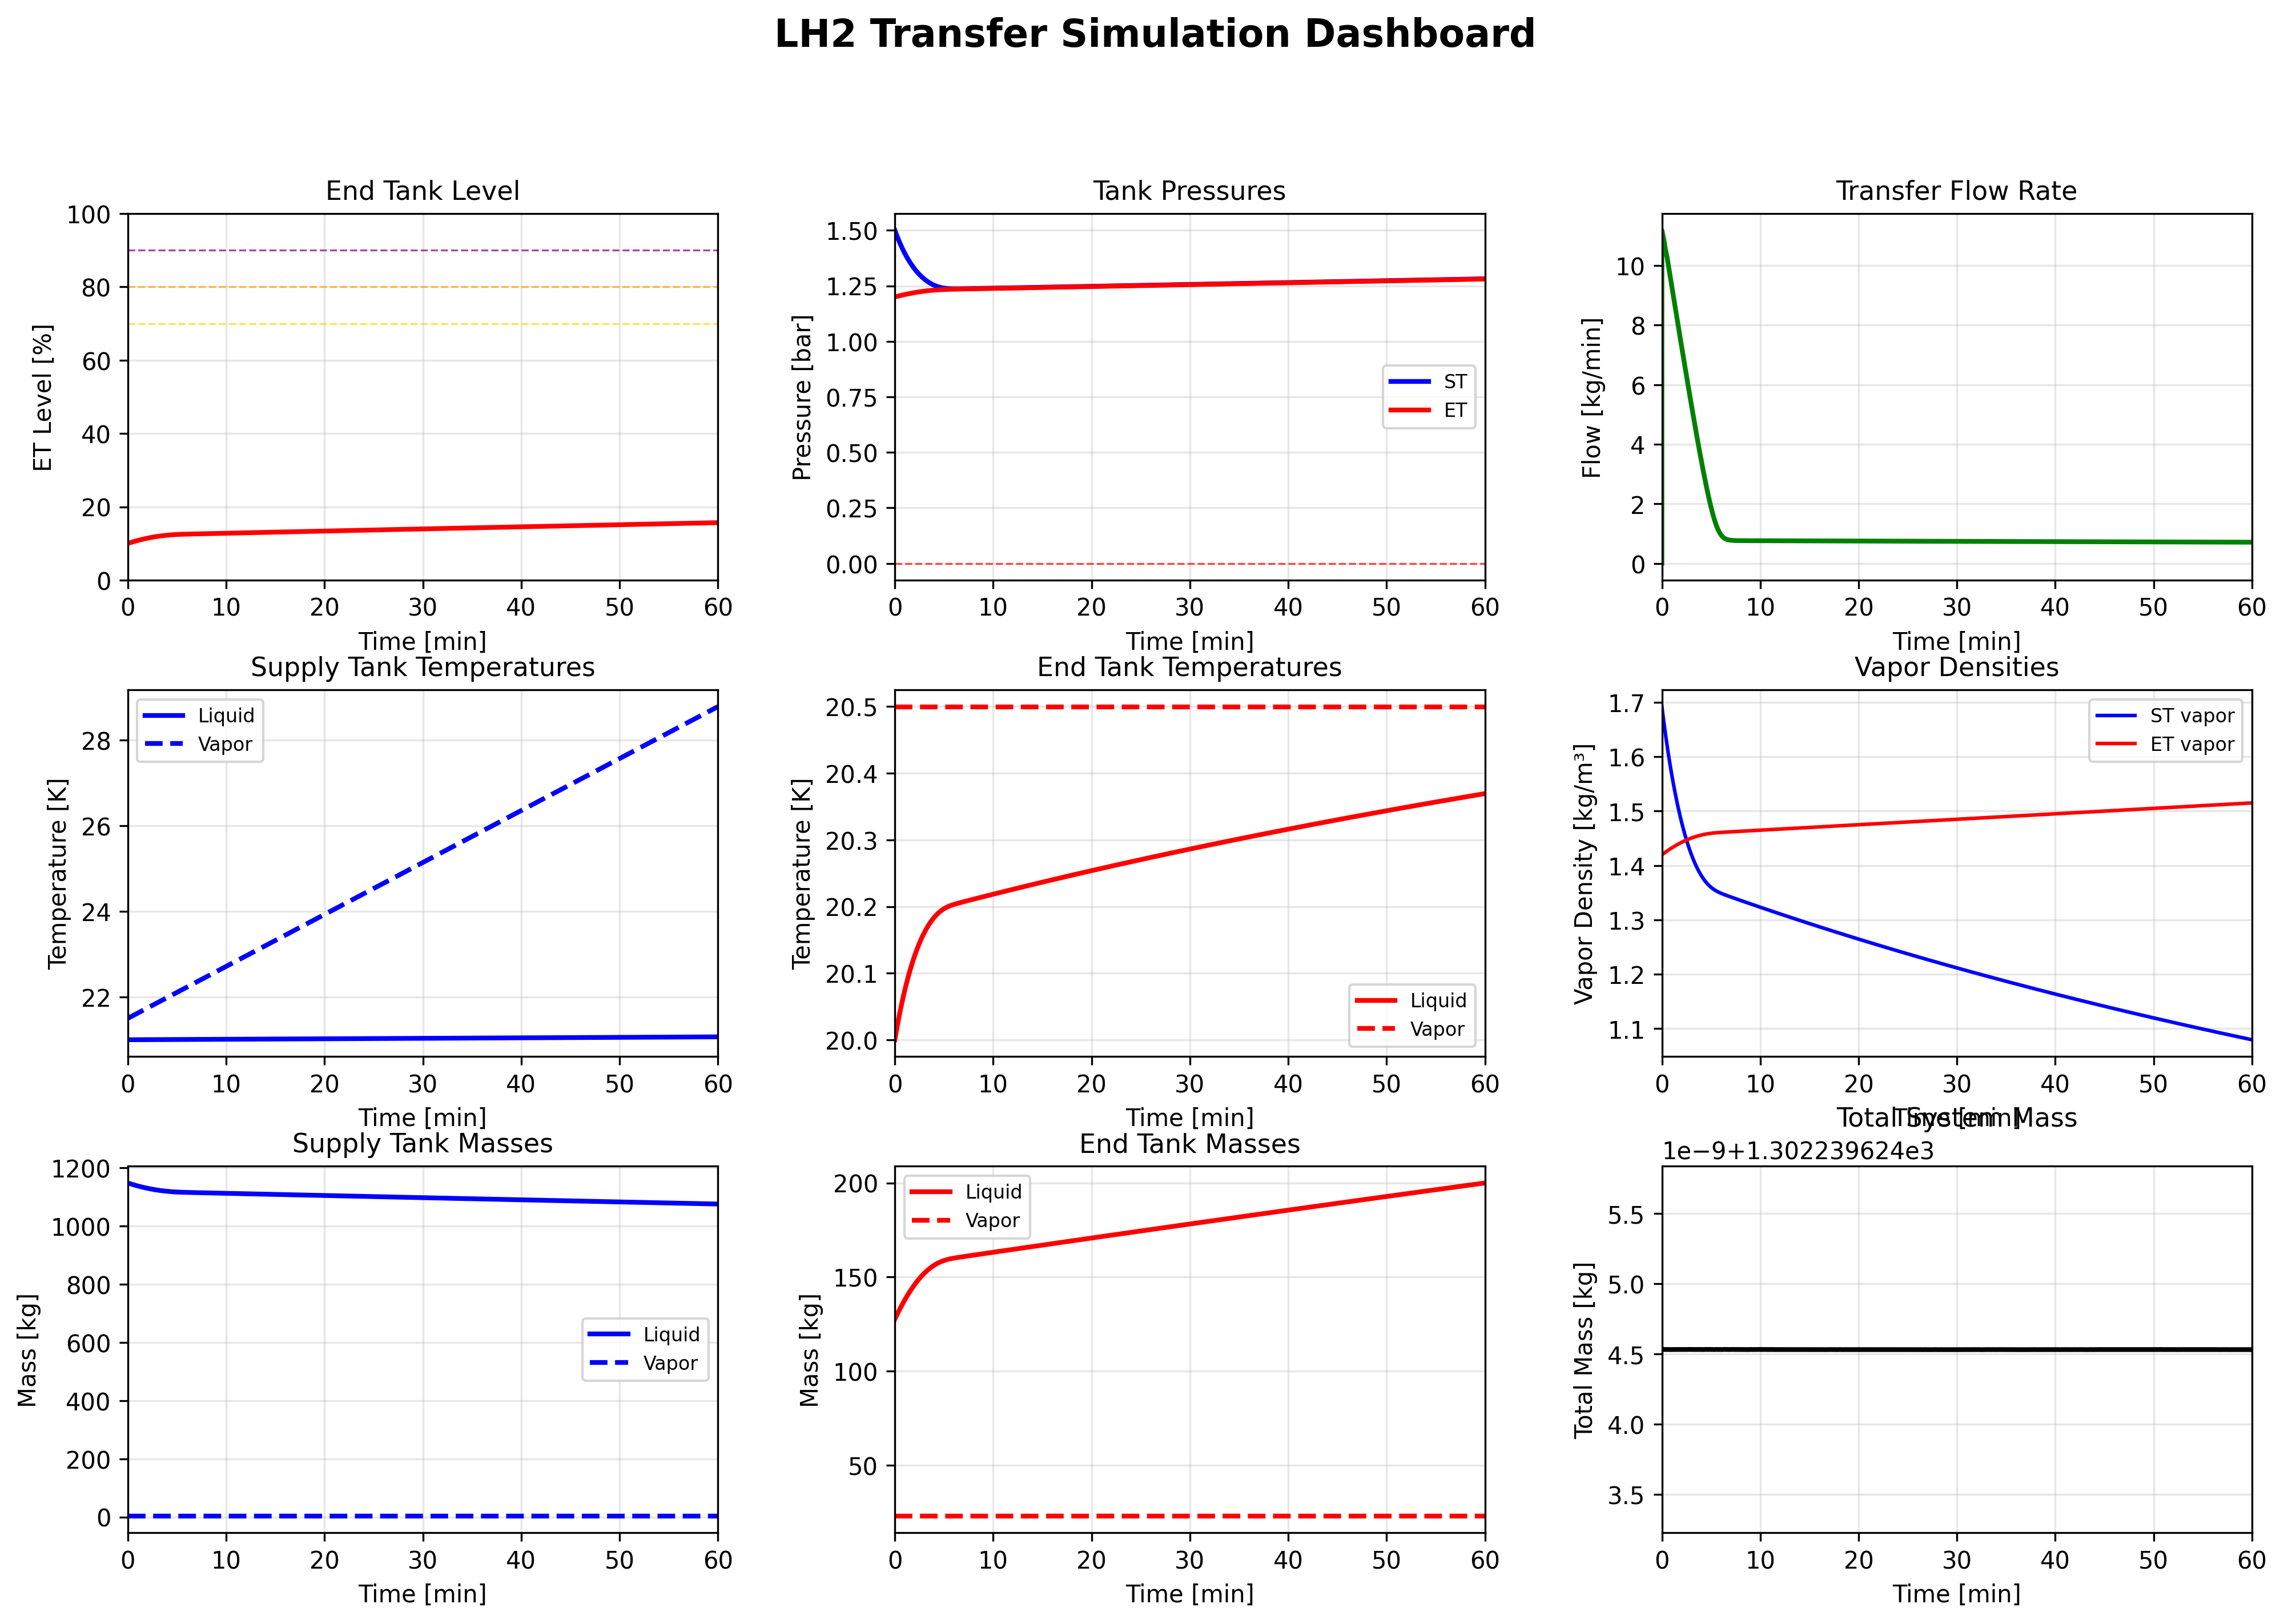 LH2 Transfer Simulation Dashboard
End Tank Level
ET Level [%]
100
80
60
40
20
0
0 10 20 30 40 50 60
Time [min]
Tank Pressures
Pressure [bar]
1.50
1.25
1.00
0.75
0.50
0.25
0.00
ST
ET
0 10 20 30 40 50 60
Time [min]
Transfer Flow Rate
Flow [kg/min]
10
8
6
4
2
0
0 10 20 30 40 50 60
Time [min]
Supply Tank Temperatures
Temperature [K]
28
26
24
22
Liquid
Vapor
0 10 20 30 40 50 60
Time [min]
End Tank Temperatures
Temperature [K]
20.5
20.4
20.3
20.2
20.1
20.0
Liquid
Vapor
0 10 20 30 40 50 60
Time [min]
Vapor Densities
Vapor Density [kg/m³]
1.7
1.6
1.5
1.4
1.3
1.2
1.1
ST vapor
ET vapor
0 10 20 30 40 50 60
Time [min]
Supply Tank Masses
Mass [kg]
1200
1000
800
600
400
200
0
Liquid
Vapor
0 10 20 30 40 50 60
Time [min]
End Tank Masses
Mass [kg]
200
150
100
50
Liquid
Vapor
0 10 20 30 40 50 60
Time [min]
Total System Mass
1e−9+1.302239624e3
Total Mass [kg]
5.5
5.0
4.5
4.0
3.5
0 10 20 30 40 50 60
Time [min]